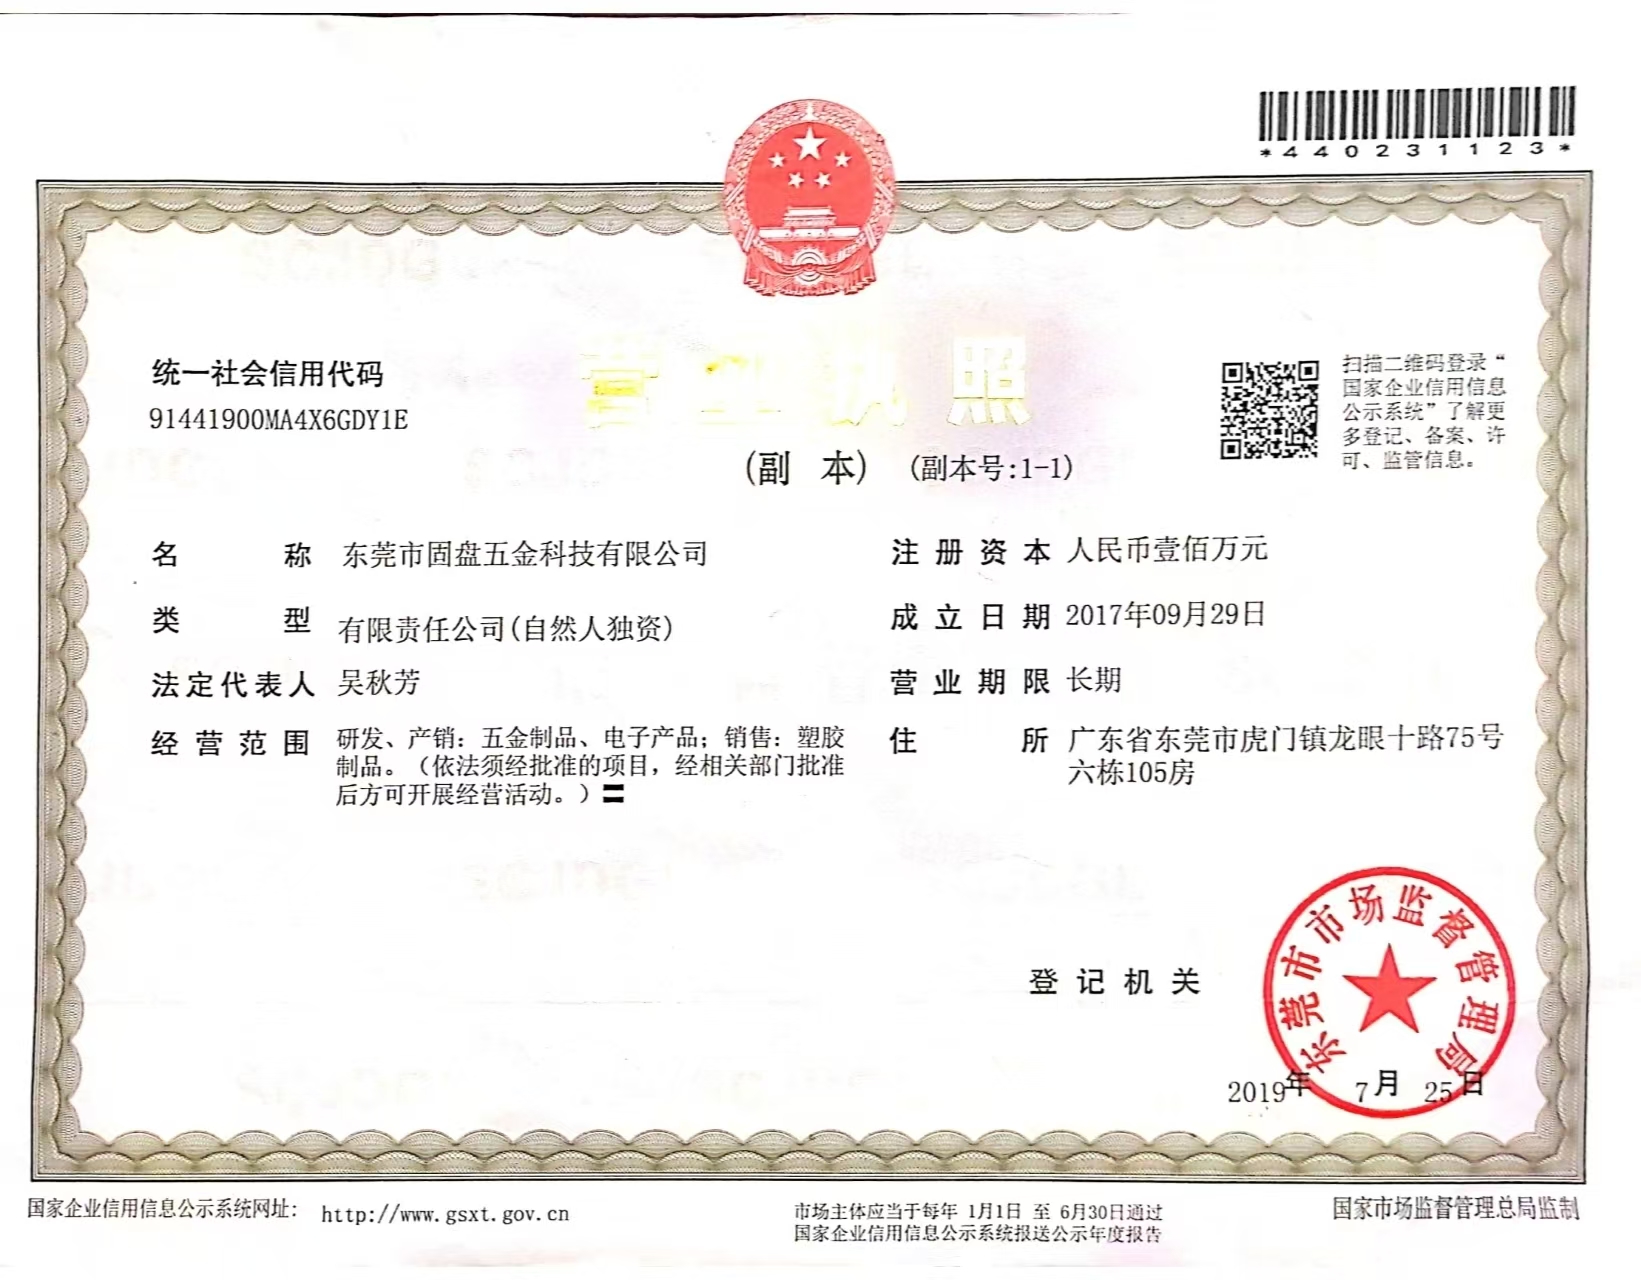 *440231123*
营业执照
(副 本) (副本号:1-1)
统一社会信用代码
91441900MA4X6GDY1E
扫描二维码登录“
国家企业信用信息
公示系统”了解更
多登记、备案、许
可、监管信息。
名 称 东莞市固盘五金科技有限公司
类 型 有限责任公司(自然人独资)
法定代表人 吴秋芳
经营范围 研发、产销：五金制品、电子产品；销售：塑胶
制品。（依法须经批准的项目，经相关部门批准
后方可开展经营活动。）〓
注册资本 人民币壹佰万元
成立日期 2017年09月29日
营业期限 长期
住 所 广东省东莞市虎门镇龙眼十路75号
六栋105房
登记机关
东莞市市场监督管理局
2019年 7月 25日
国家企业信用信息公示系统网址： http://www.gsxt.gov.cn
市场主体应当于每年 1月1日 至 6月30日通过
国家企业信用信息公示系统报送公示年度报告
国家市场监督管理总局监制